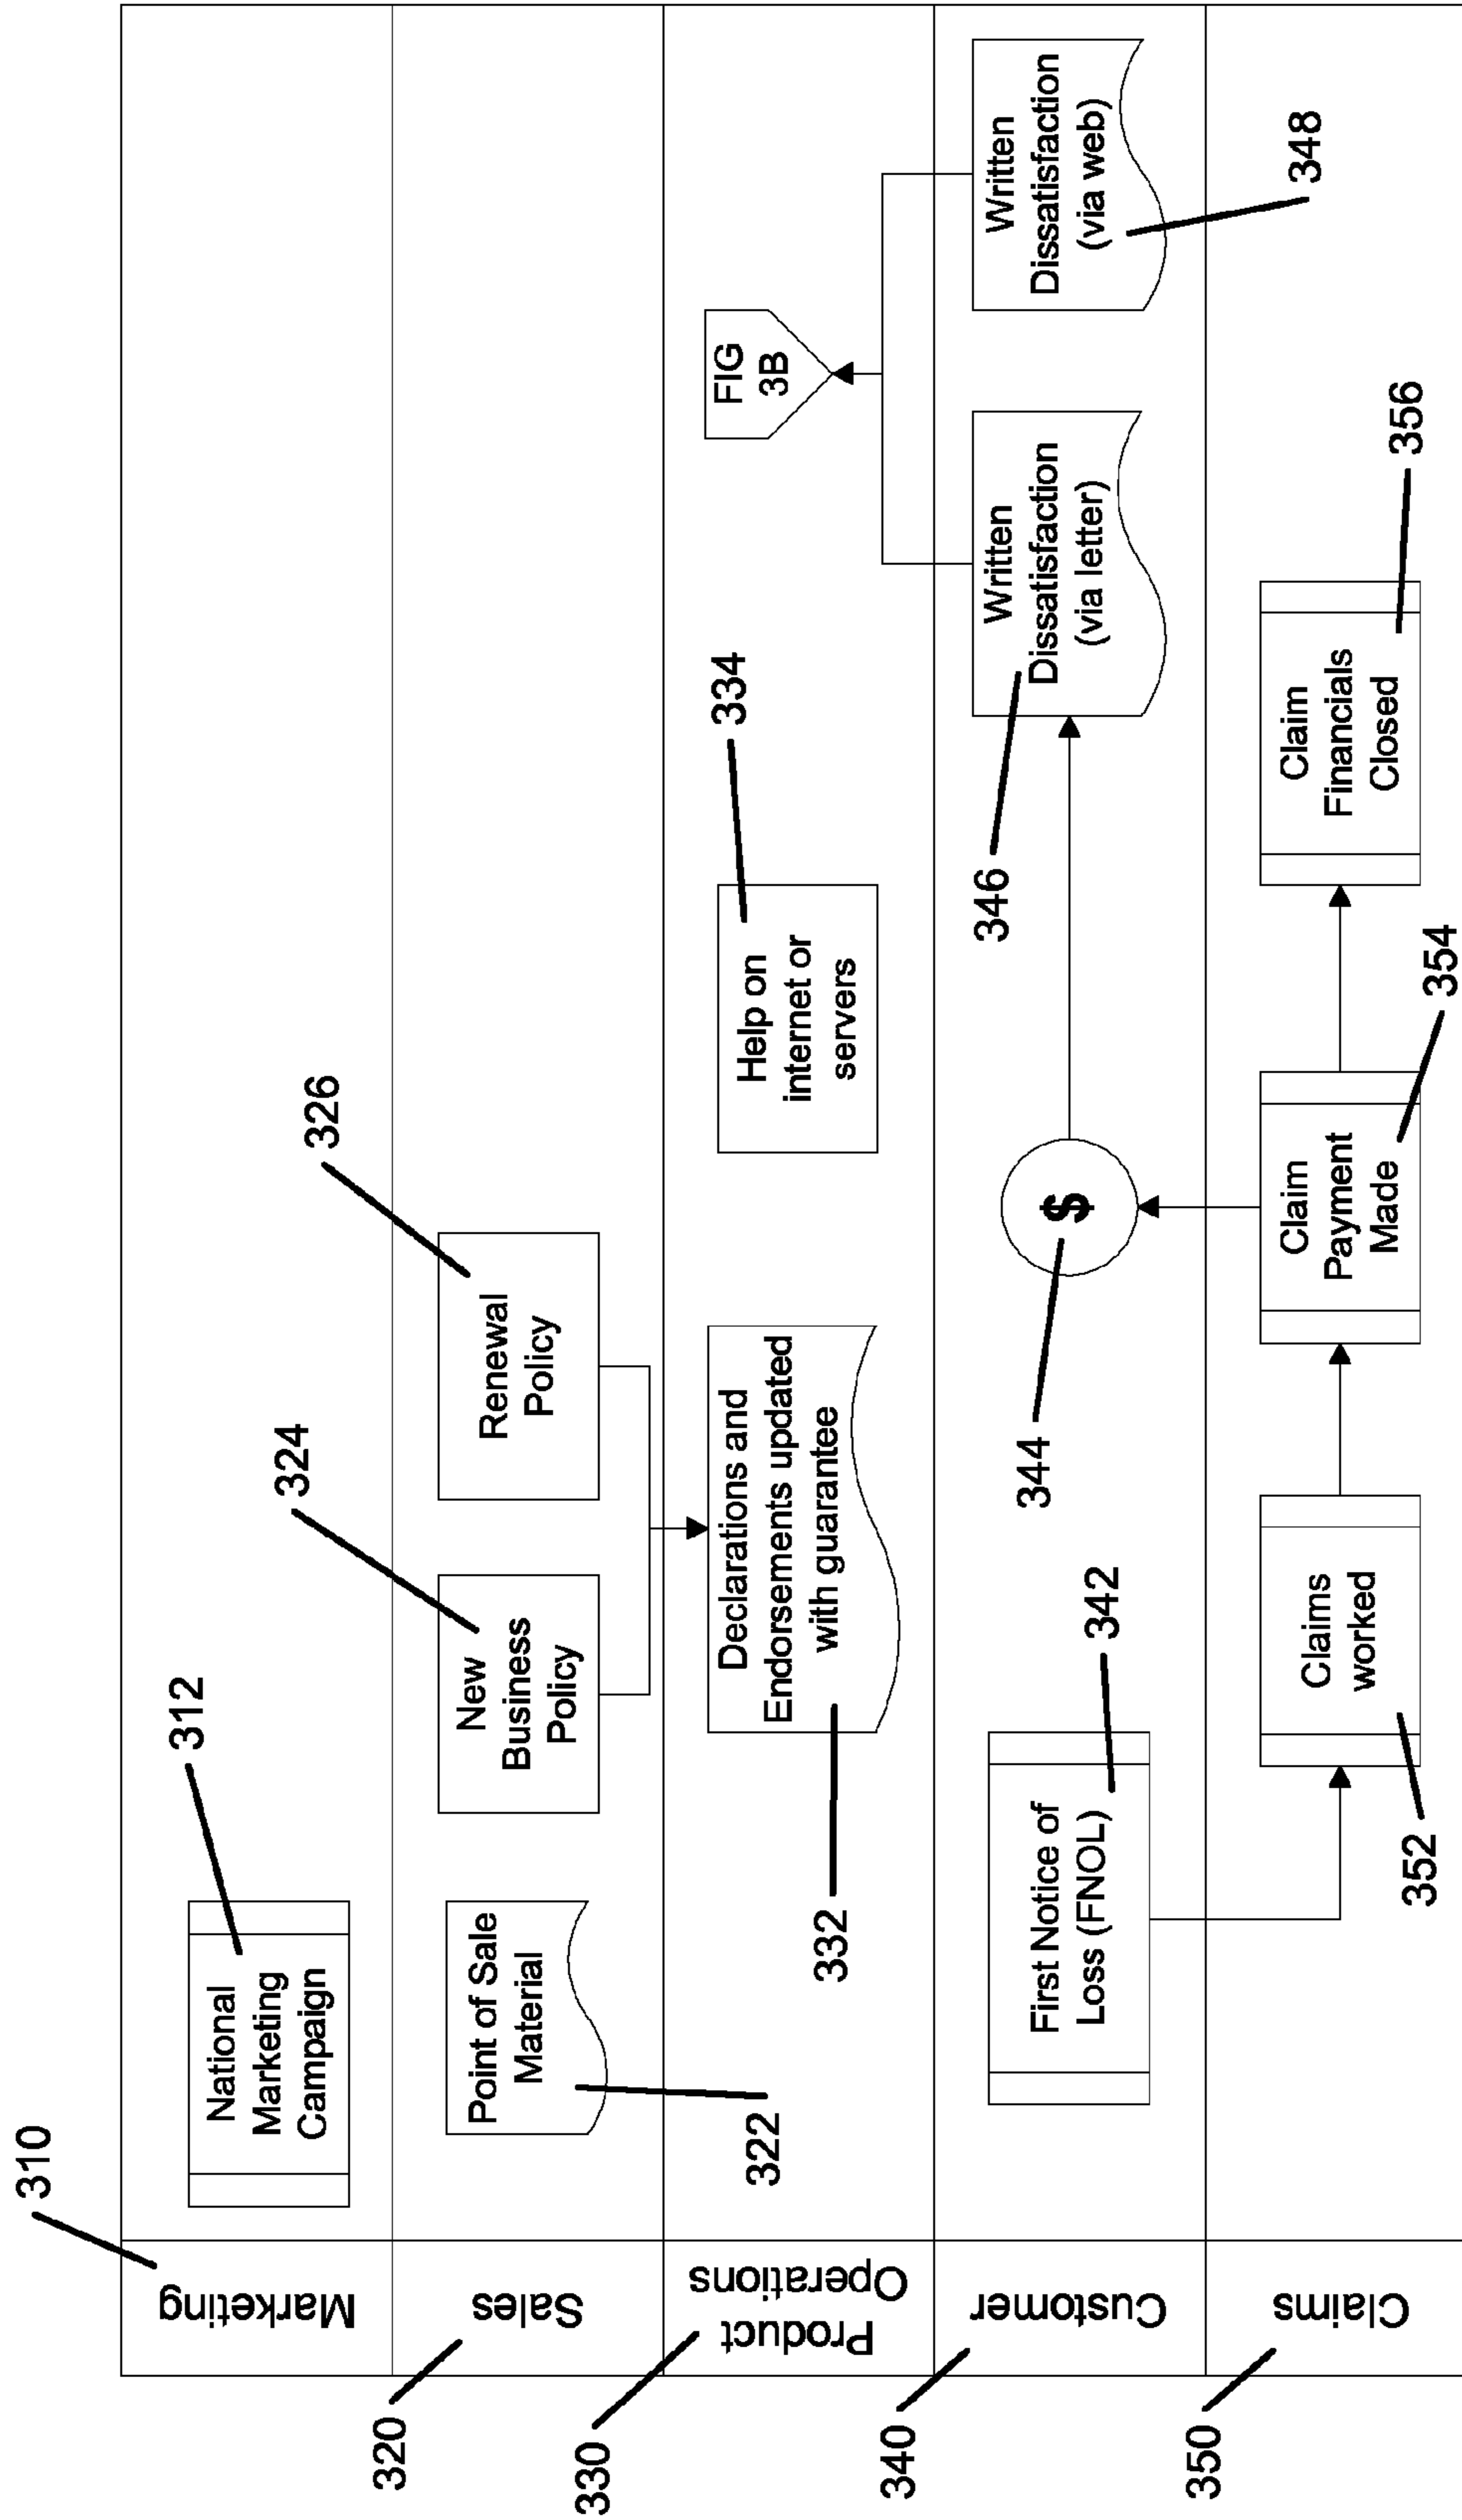 310
Marketing
312
National
Marketing
Campaign
320
Sales
322
Point of Sale
Material
324
New
Business
Policy
326
Renewal
Policy
330
Product
Operations
332
Declarations and
Endorsements updated
with guarantee
334
Help on
internet or
servers
FIG
3B
340
Customer
342
First Notice of
Loss (FNOL)
344
$
346
Written
Dissatisfaction
(via letter)
348
Written
Dissatisfaction
(via web)
350
Claims
352
Claims
worked
354
Claim
Payment
Made
356
Claim
Financials
Closed